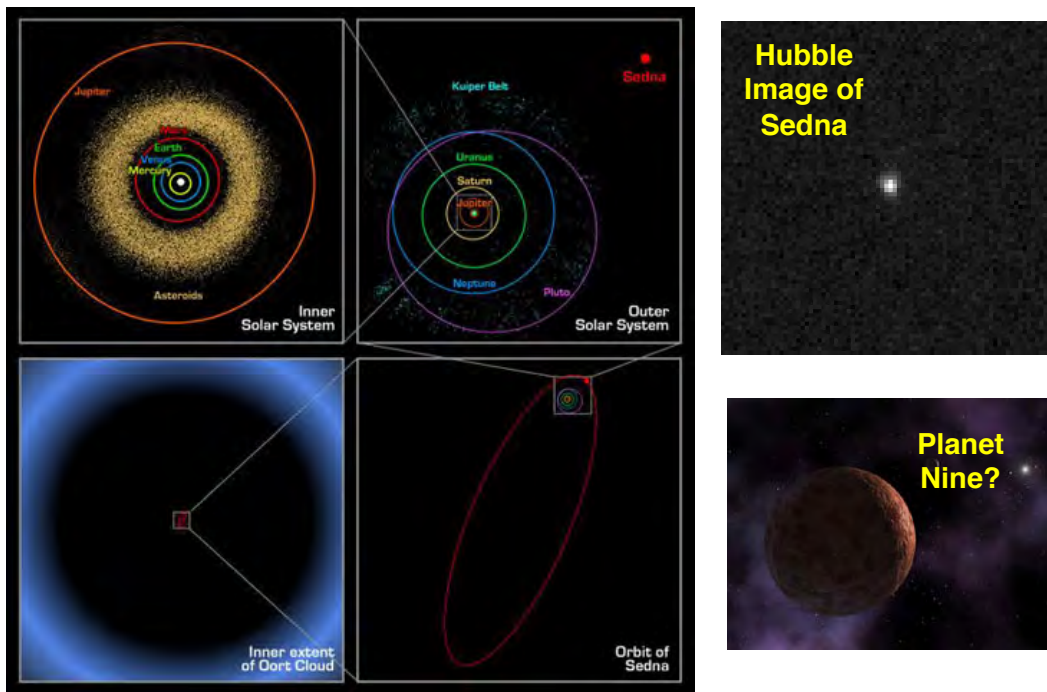 Jupiter
Mars
Earth
Venus
Mercury
Asteroids
Inner
Solar System
Sedna
Kuiper Belt
Uranus
Saturn
Jupiter
Neptune
Pluto
Outer
Solar System
Inner extent
of Oort Cloud
Orbit of
Sedna
Hubble
Image of
Sedna
Planet
Nine?